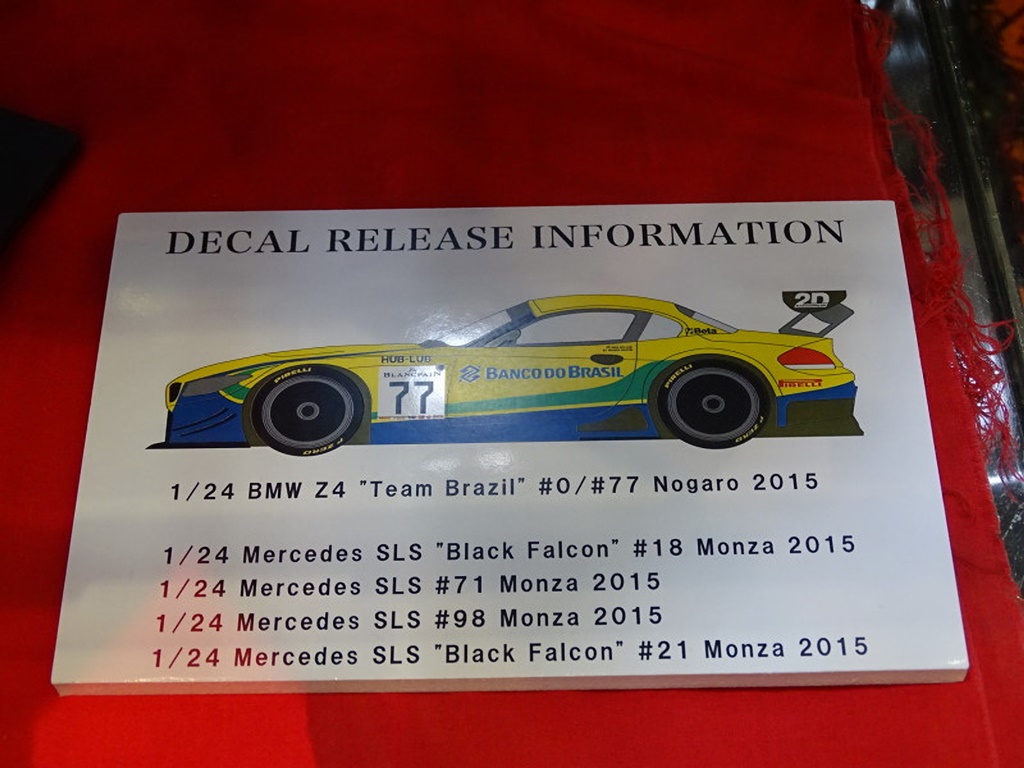 DECAL RELEASE INFORMATION
2D
Beta
HUB-LUB
BLANCPAIN
77
BANCO DO BRASIL
PIRELLI
PIRELLI
PIRELLI
P ZERO
P ZERO
1/24 BMW Z4 "Team Brazil" #0/#77 Nogaro 2015
1/24 Mercedes SLS "Black Falcon" #18 Monza 2015
1/24 Mercedes SLS #71 Monza 2015
1/24 Mercedes SLS #98 Monza 2015
1/24 Mercedes SLS "Black Falcon" #21 Monza 2015